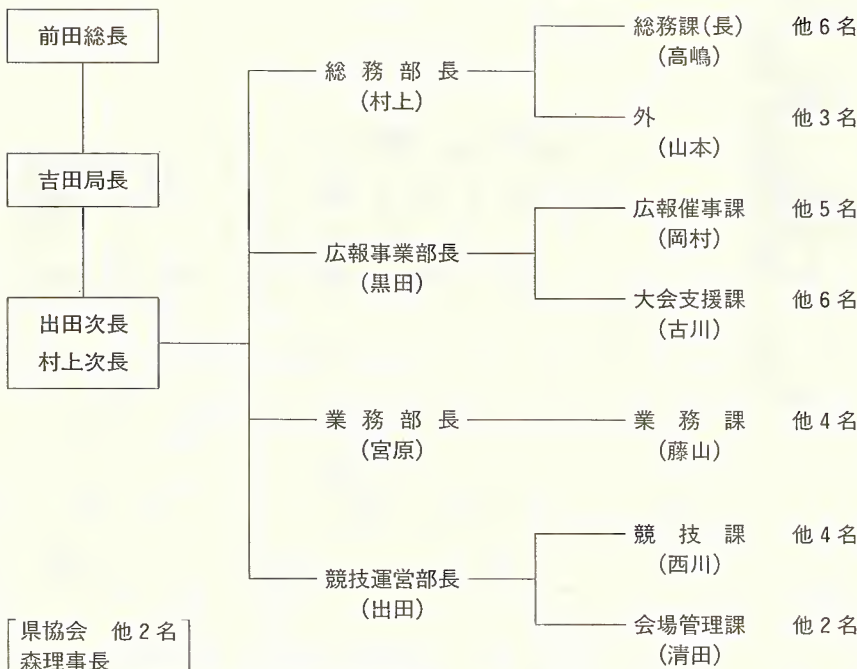 前田総長
吉田局長
出田次長
村上次長
総務部長
(村上)
総務課(長) 他6名
(高嶋)
外 他3名
(山本)
広報事業部長
(黒田)
広報催事課 他5名
(岡村)
大会支援課 他6名
(古川)
業務部長
(宮原)
業務課 他4名
(藤山)
競技運営部長
(出田)
競技課 他4名
(西川)
会場管理課 他2名
(清田)
県協会 他2名
森理事長